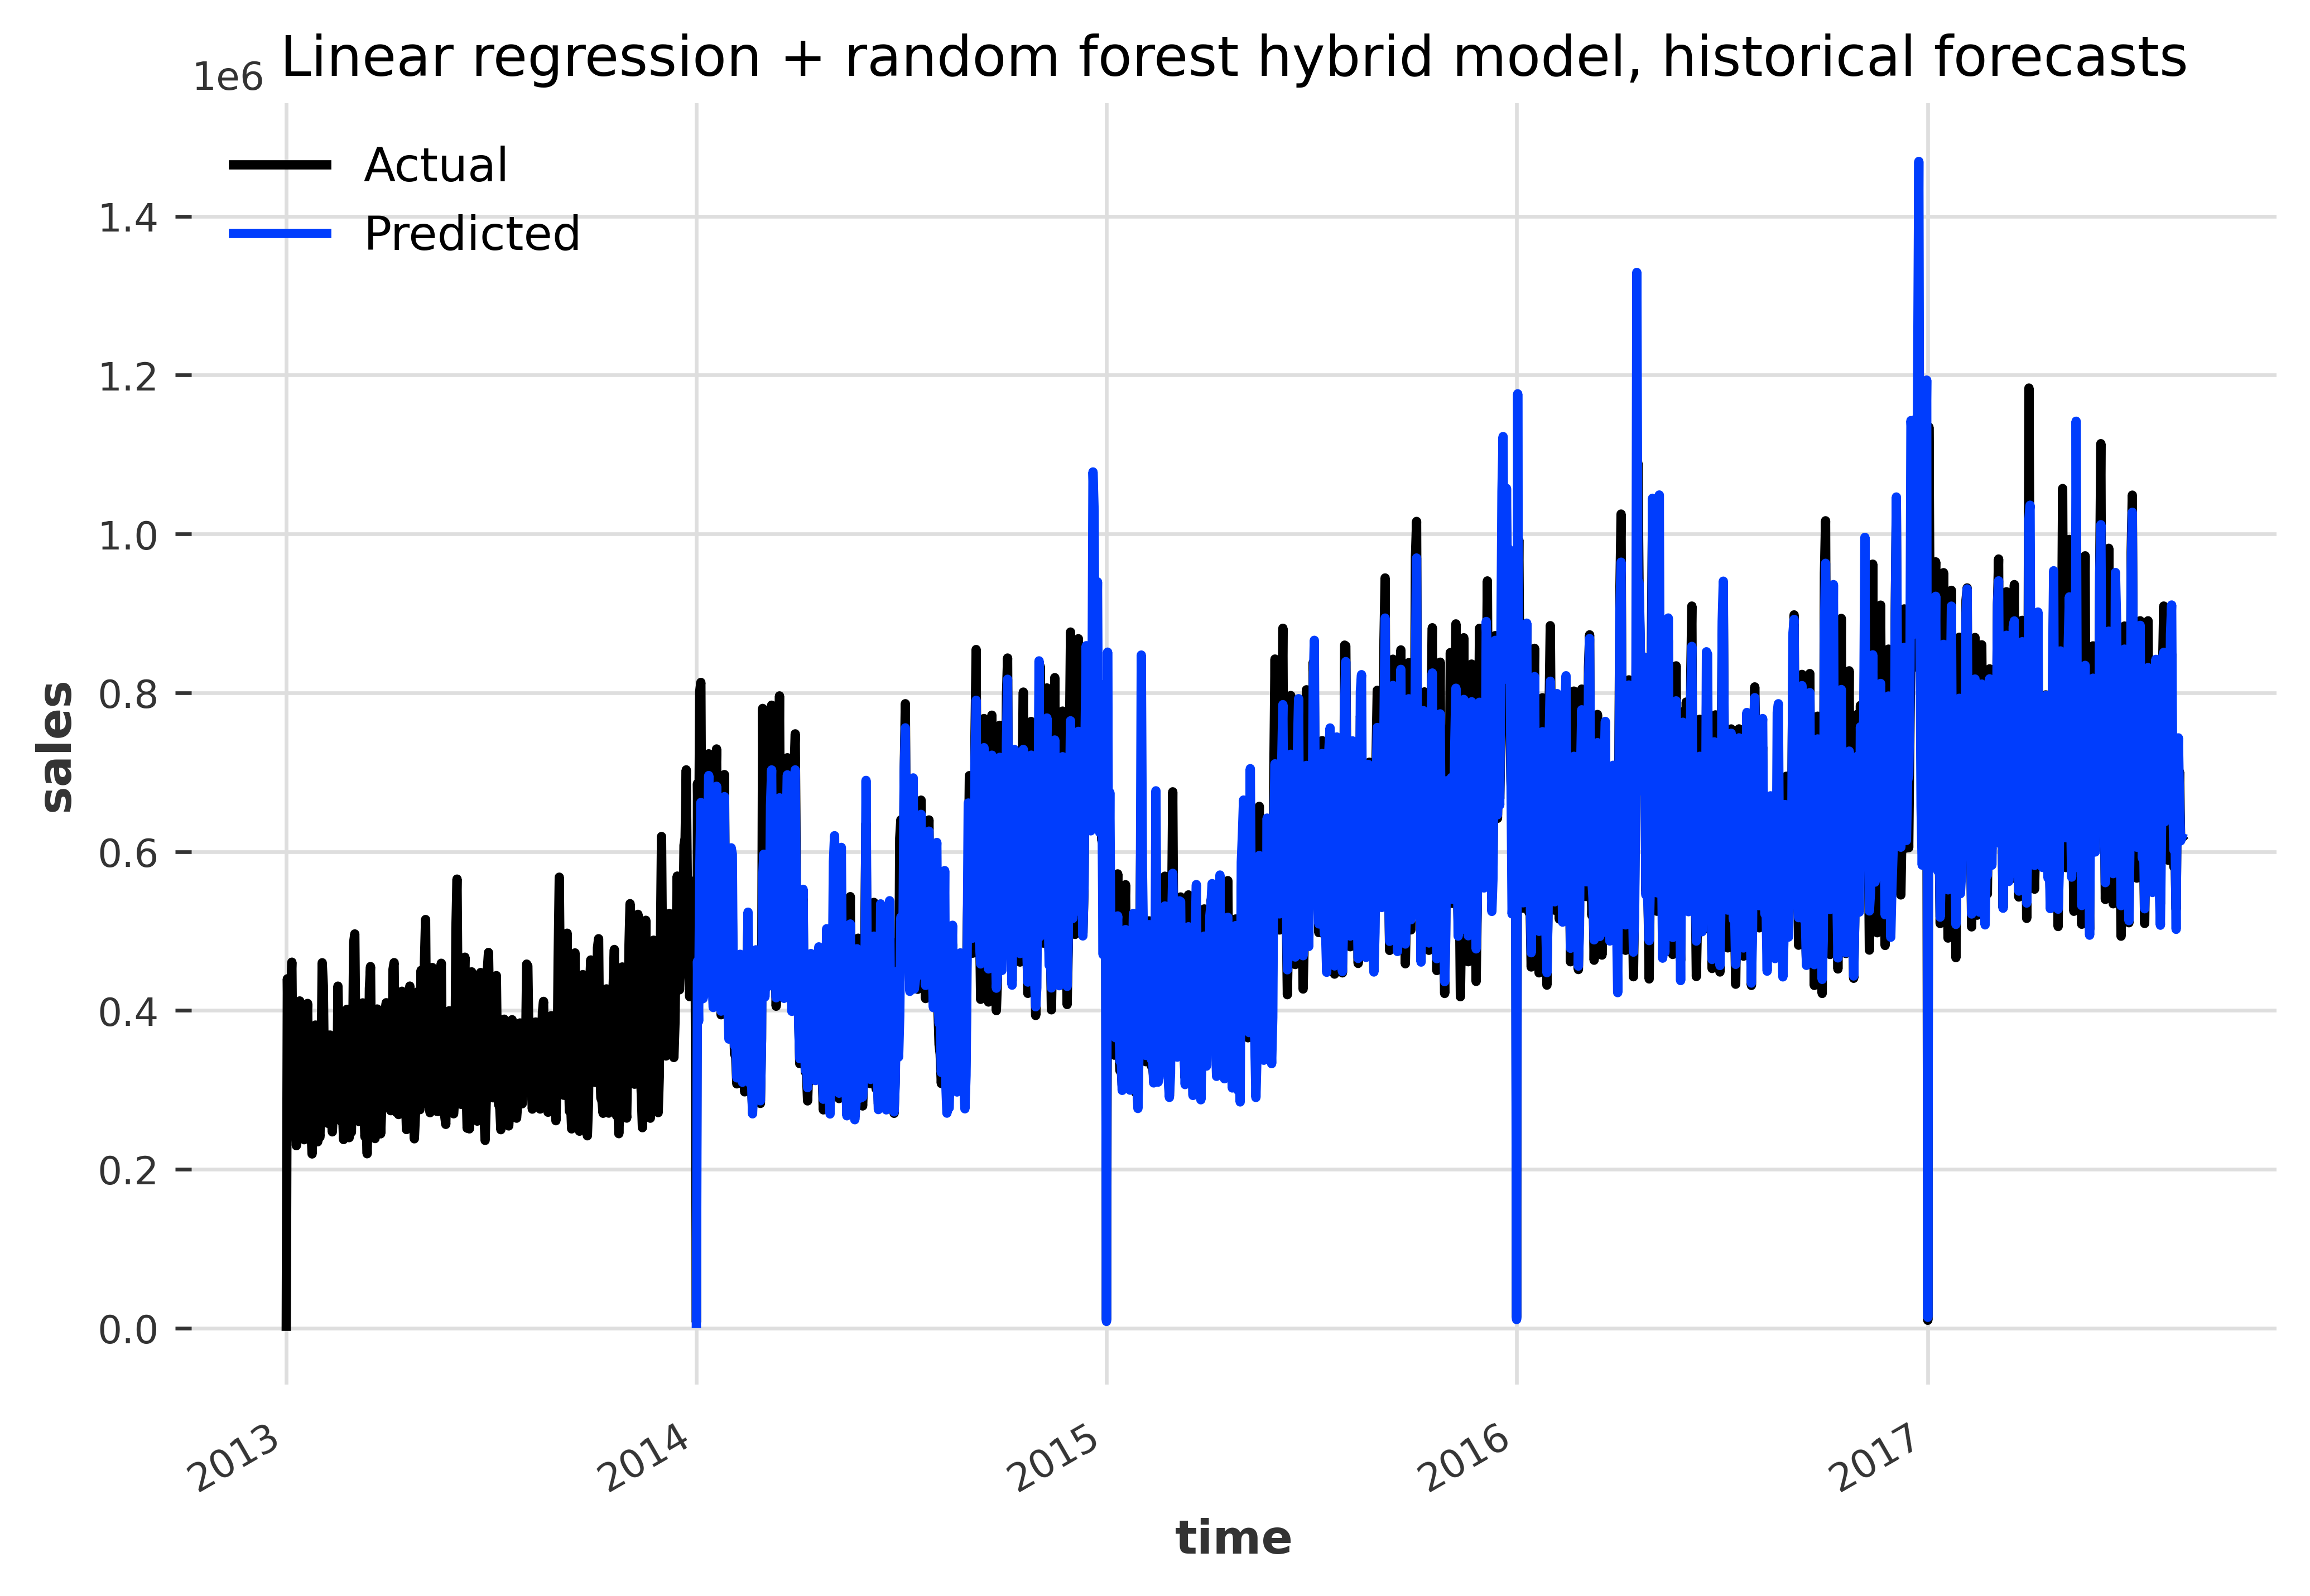 Linear regression + random forest hybrid model, historical forecasts
1e6
Actual
Predicted
1.4
1.2
1.0
0.8
0.6
0.4
0.2
0.0
sales
2013
2014
2015
2016
2017
time